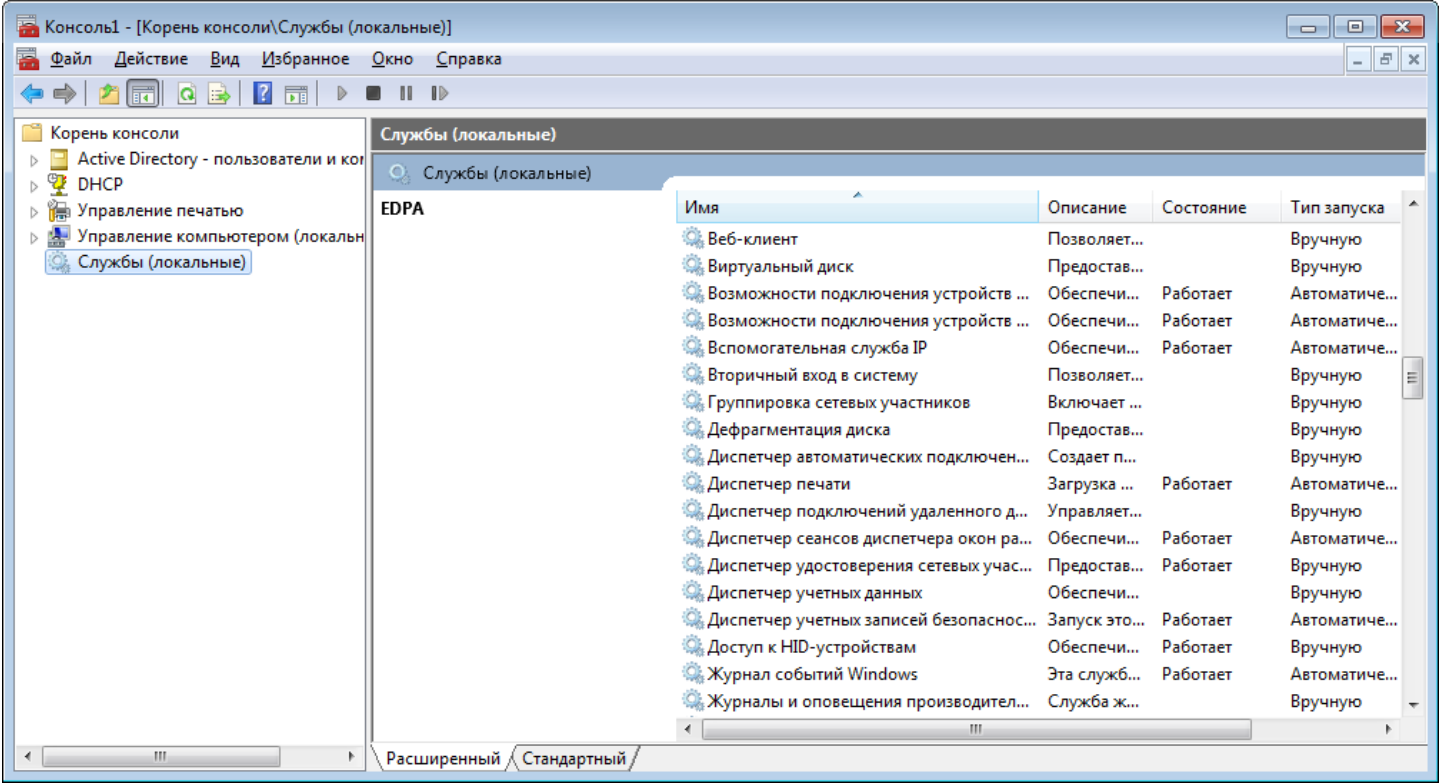 Консоль1 - [Корень консоли\Службы (локальные)]
Файл Действие Вид Избранное Окно Справка
Корень консоли
Active Directory - пользователи и ко
DHCP
Управление печатью
Управление компьютером (локальн
Службы (локальные)
Службы (локальные)
Службы (локальные)
EDPA
Имя Описание Состояние Тип запуска
Веб-клиент Позволяет... Вручную
Виртуальный диск Предостав... Вручную
Возможности подключения устройств ... Обеспечи... Работает Автоматиче...
Возможности подключения устройств ... Обеспечи... Работает Автоматиче...
Вспомогательная служба IP Обеспечи... Работает Автоматиче...
Вторичный вход в систему Позволяет... Вручную
Группировка сетевых участников Включает ... Вручную
Дефрагментация диска Предостав... Вручную
Диспетчер автоматических подключен... Создает п... Вручную
Диспетчер печати Загрузка ... Работает Автоматиче...
Диспетчер подключений удаленного д... Управляет... Вручную
Диспетчер сеансов диспетчера окон ра... Обеспечи... Работает Автоматиче...
Диспетчер удостоверения сетевых учас... Предостав... Работает Вручную
Диспетчер учетных данных Обеспечи... Вручную
Диспетчер учетных записей безопаснос... Запуск это... Работает Автоматиче...
Доступ к HID-устройствам Обеспечи... Работает Вручную
Журнал событий Windows Эта служб... Работает Автоматиче...
Журналы и оповещения производител... Служба ж... Вручную
Расширенный Стандартный